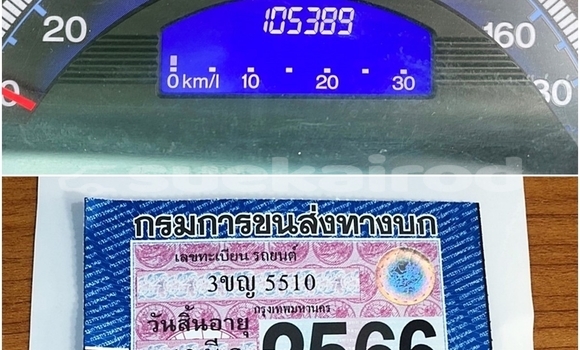 105389
20
160
0 km/l 10 20 30
กรมการขนส่งทางบก
เลขทะเบียน รถยนต์
3ขญ 5510
กรุงเทพมหานคร
วันสิ้นอายุ
2566